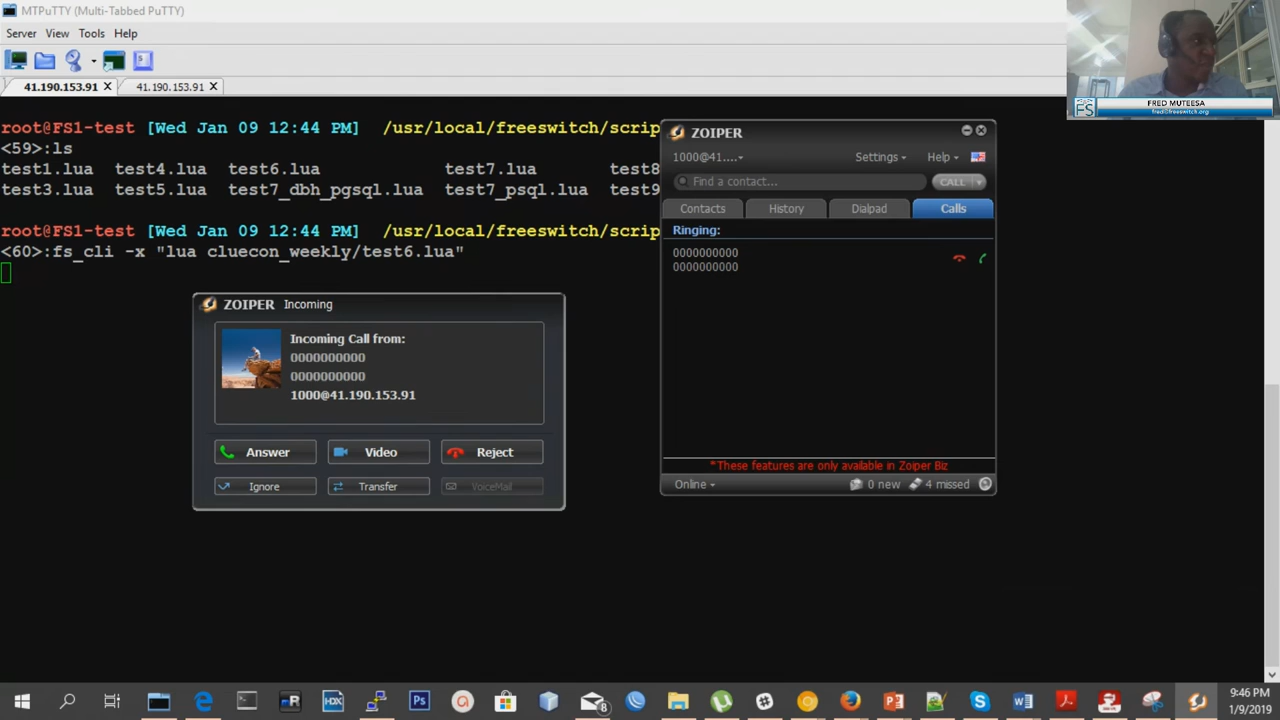 MTPuTTY (Multi-Tabbed PuTTY)
Server View Tools Help
41.190.153.91 41.190.153.91
FRED MUTEESA
fred@freeswitch.org
root@FS1-test [Wed Jan 09 12:44 PM] /usr/local/freeswitch/scrip
<59>:ls
test1.lua test4.lua test6.lua test7.lua test8
test3.lua test5.lua test7_dbh_pgsql.lua test7_psql.lua test9
root@FS1-test [Wed Jan 09 12:44 PM] /usr/local/freeswitch/scrip
<60>:fs_cli -x "lua cluecon_weekly/test6.lua"
ZOIPER Incoming
Incoming Call from:
0000000000
0000000000
1000@41.190.153.91
Answer Video Reject
Ignore Transfer VoiceMail
ZOIPER
1000@41....
Settings Help
Find a contact...
CALL
Contacts History Dialpad Calls
Ringing:
0000000000
0000000000
*These features are only available in Zoiper Biz
Online 0 new 4 missed
9:46 PM
1/9/2019